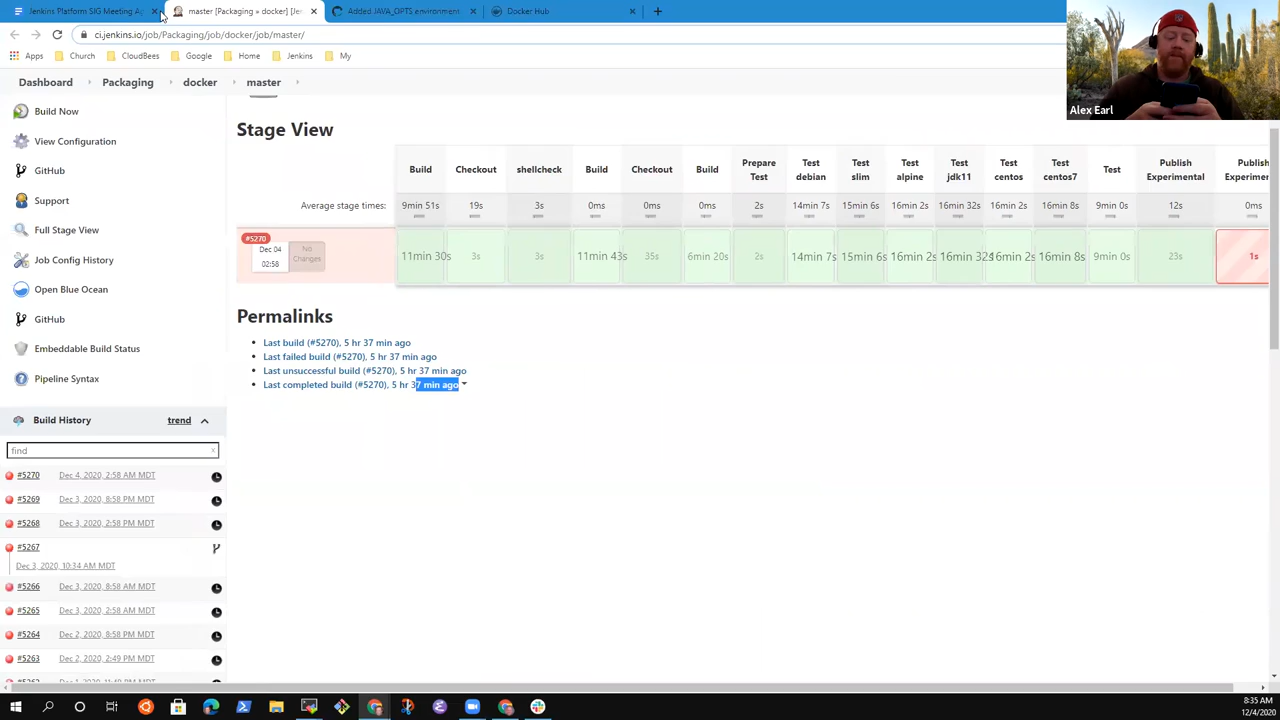 Jenkins Platform SIG Meeting A
master [Packaging » docker] [Je
Added JAVA_OPTS environment
Docker Hub
ci.jenkins.io/job/Packaging/job/docker/job/master/
Apps Church CloudBees Google Home Jenkins My
Alex Earl
Dashboard Packaging docker master
Build Now
View Configuration
GitHub
Support
Full Stage View
Job Config History
Open Blue Ocean
GitHub
Embeddable Build Status
Pipeline Syntax
Build History trend
find x
#5270 Dec 4, 2020, 2:58 AM MDT
#5269 Dec 3, 2020, 8:58 PM MDT
#5268 Dec 3, 2020, 2:58 PM MDT
#5267
Dec 3, 2020, 10:34 AM MDT
#5266 Dec 3, 2020, 8:58 AM MDT
#5265 Dec 3, 2020, 2:58 AM MDT
#5264 Dec 2, 2020, 8:58 PM MDT
#5263 Dec 2, 2020, 2:49 PM MDT
Stage View
Build Checkout shellcheck Build Checkout Build Prepare Test Test debian Test slim Test alpine Test jdk11 Test centos Test centos7 Test Publish Experimental Publish
Average stage times:
9min 51s 19s 3s 0ms 0ms 0ms 2s 14min 7s 15min 6s 16min 2s 16min 32s 16min 2s 16min 8s 9min 0s 12s 0ms
#5270
Dec 04
02:58
No
Changes
11min 30s 3s 3s 11min 43s 35s 6min 20s 2s 14min 7s 15min 6s 16min 2s 16min 32s 16min 2s 16min 8s 9min 0s 23s 1s
Permalinks
Last build (#5270), 5 hr 37 min ago
Last failed build (#5270), 5 hr 37 min ago
Last unsuccessful build (#5270), 5 hr 37 min ago
Last completed build (#5270), 5 hr 37 min ago
8:35 AM
12/4/2020